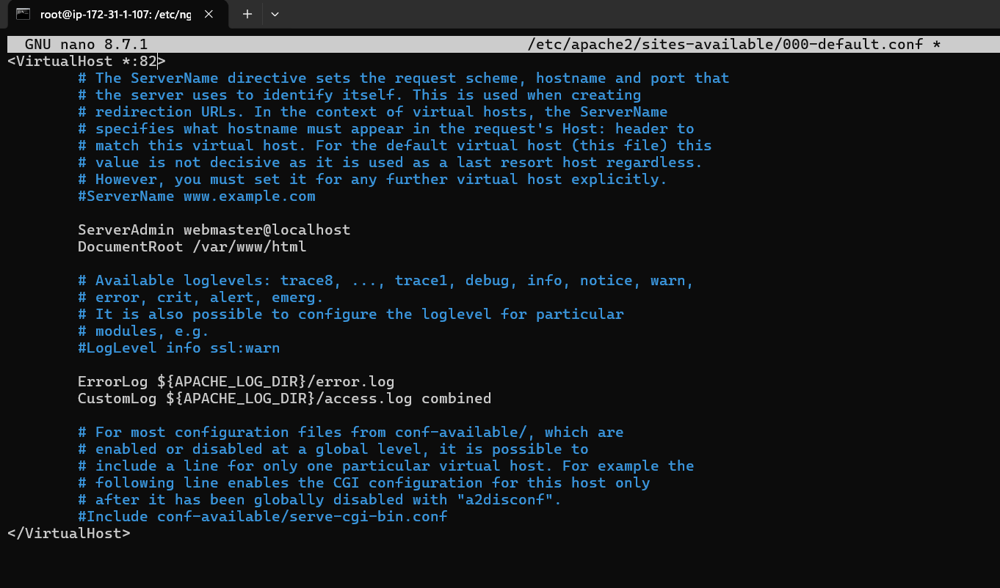 root@ip-172-31-1-107: /etc/ng
GNU nano 8.7.1 /etc/apache2/sites-available/000-default.conf *
<VirtualHost *:82>
# The ServerName directive sets the request scheme, hostname and port that
# the server uses to identify itself. This is used when creating
# redirection URLs. In the context of virtual hosts, the ServerName
# specifies what hostname must appear in the request's Host: header to
# match this virtual host. For the default virtual host (this file) this
# value is not decisive as it is used as a last resort host regardless.
# However, you must set it for any further virtual host explicitly.
#ServerName www.example.com
ServerAdmin webmaster@localhost
DocumentRoot /var/www/html
# Available loglevels: trace8, ..., trace1, debug, info, notice, warn,
# error, crit, alert, emerg.
# It is also possible to configure the loglevel for particular
# modules, e.g.
#LogLevel info ssl:warn
ErrorLog ${APACHE_LOG_DIR}/error.log
CustomLog ${APACHE_LOG_DIR}/access.log combined
# For most configuration files from conf-available/, which are
# enabled or disabled at a global level, it is possible to
# include a line for only one particular virtual host. For example the
# following line enables the CGI configuration for this host only
# after it has been globally disabled with "a2disconf".
#Include conf-available/serve-cgi-bin.conf
</VirtualHost>